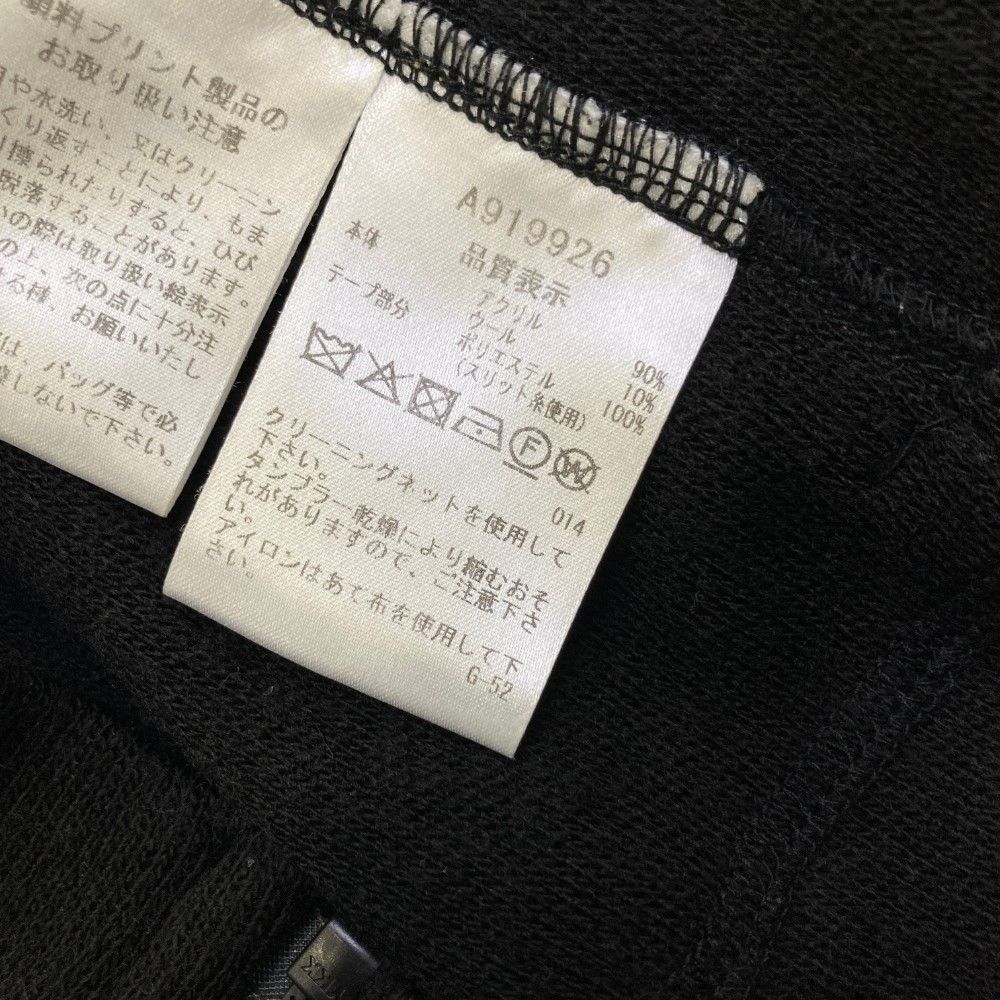 プリント製品の
お取り扱い注意
や水洗い、又はクリーニン
くり返すことにより、もま
擦られたりすると、ひび
脱落することがあります。
の際は取り扱い絵表示
の上、次の点に十分注
る様、お願いいたし
は、バッグ等で必
しないで下さい。
A919926
品質表示
本体 アクリル 90%
ウール 10%
テープ部分 ポリエステル 100%
(スリット糸使用)
F
W
014
クリーニングネットを使用して
下さい。
タンブラー乾燥により縮むおそ
れがありますので、ご注意下さ
い。
アイロンはあて布を使用して下
さい。
G-52